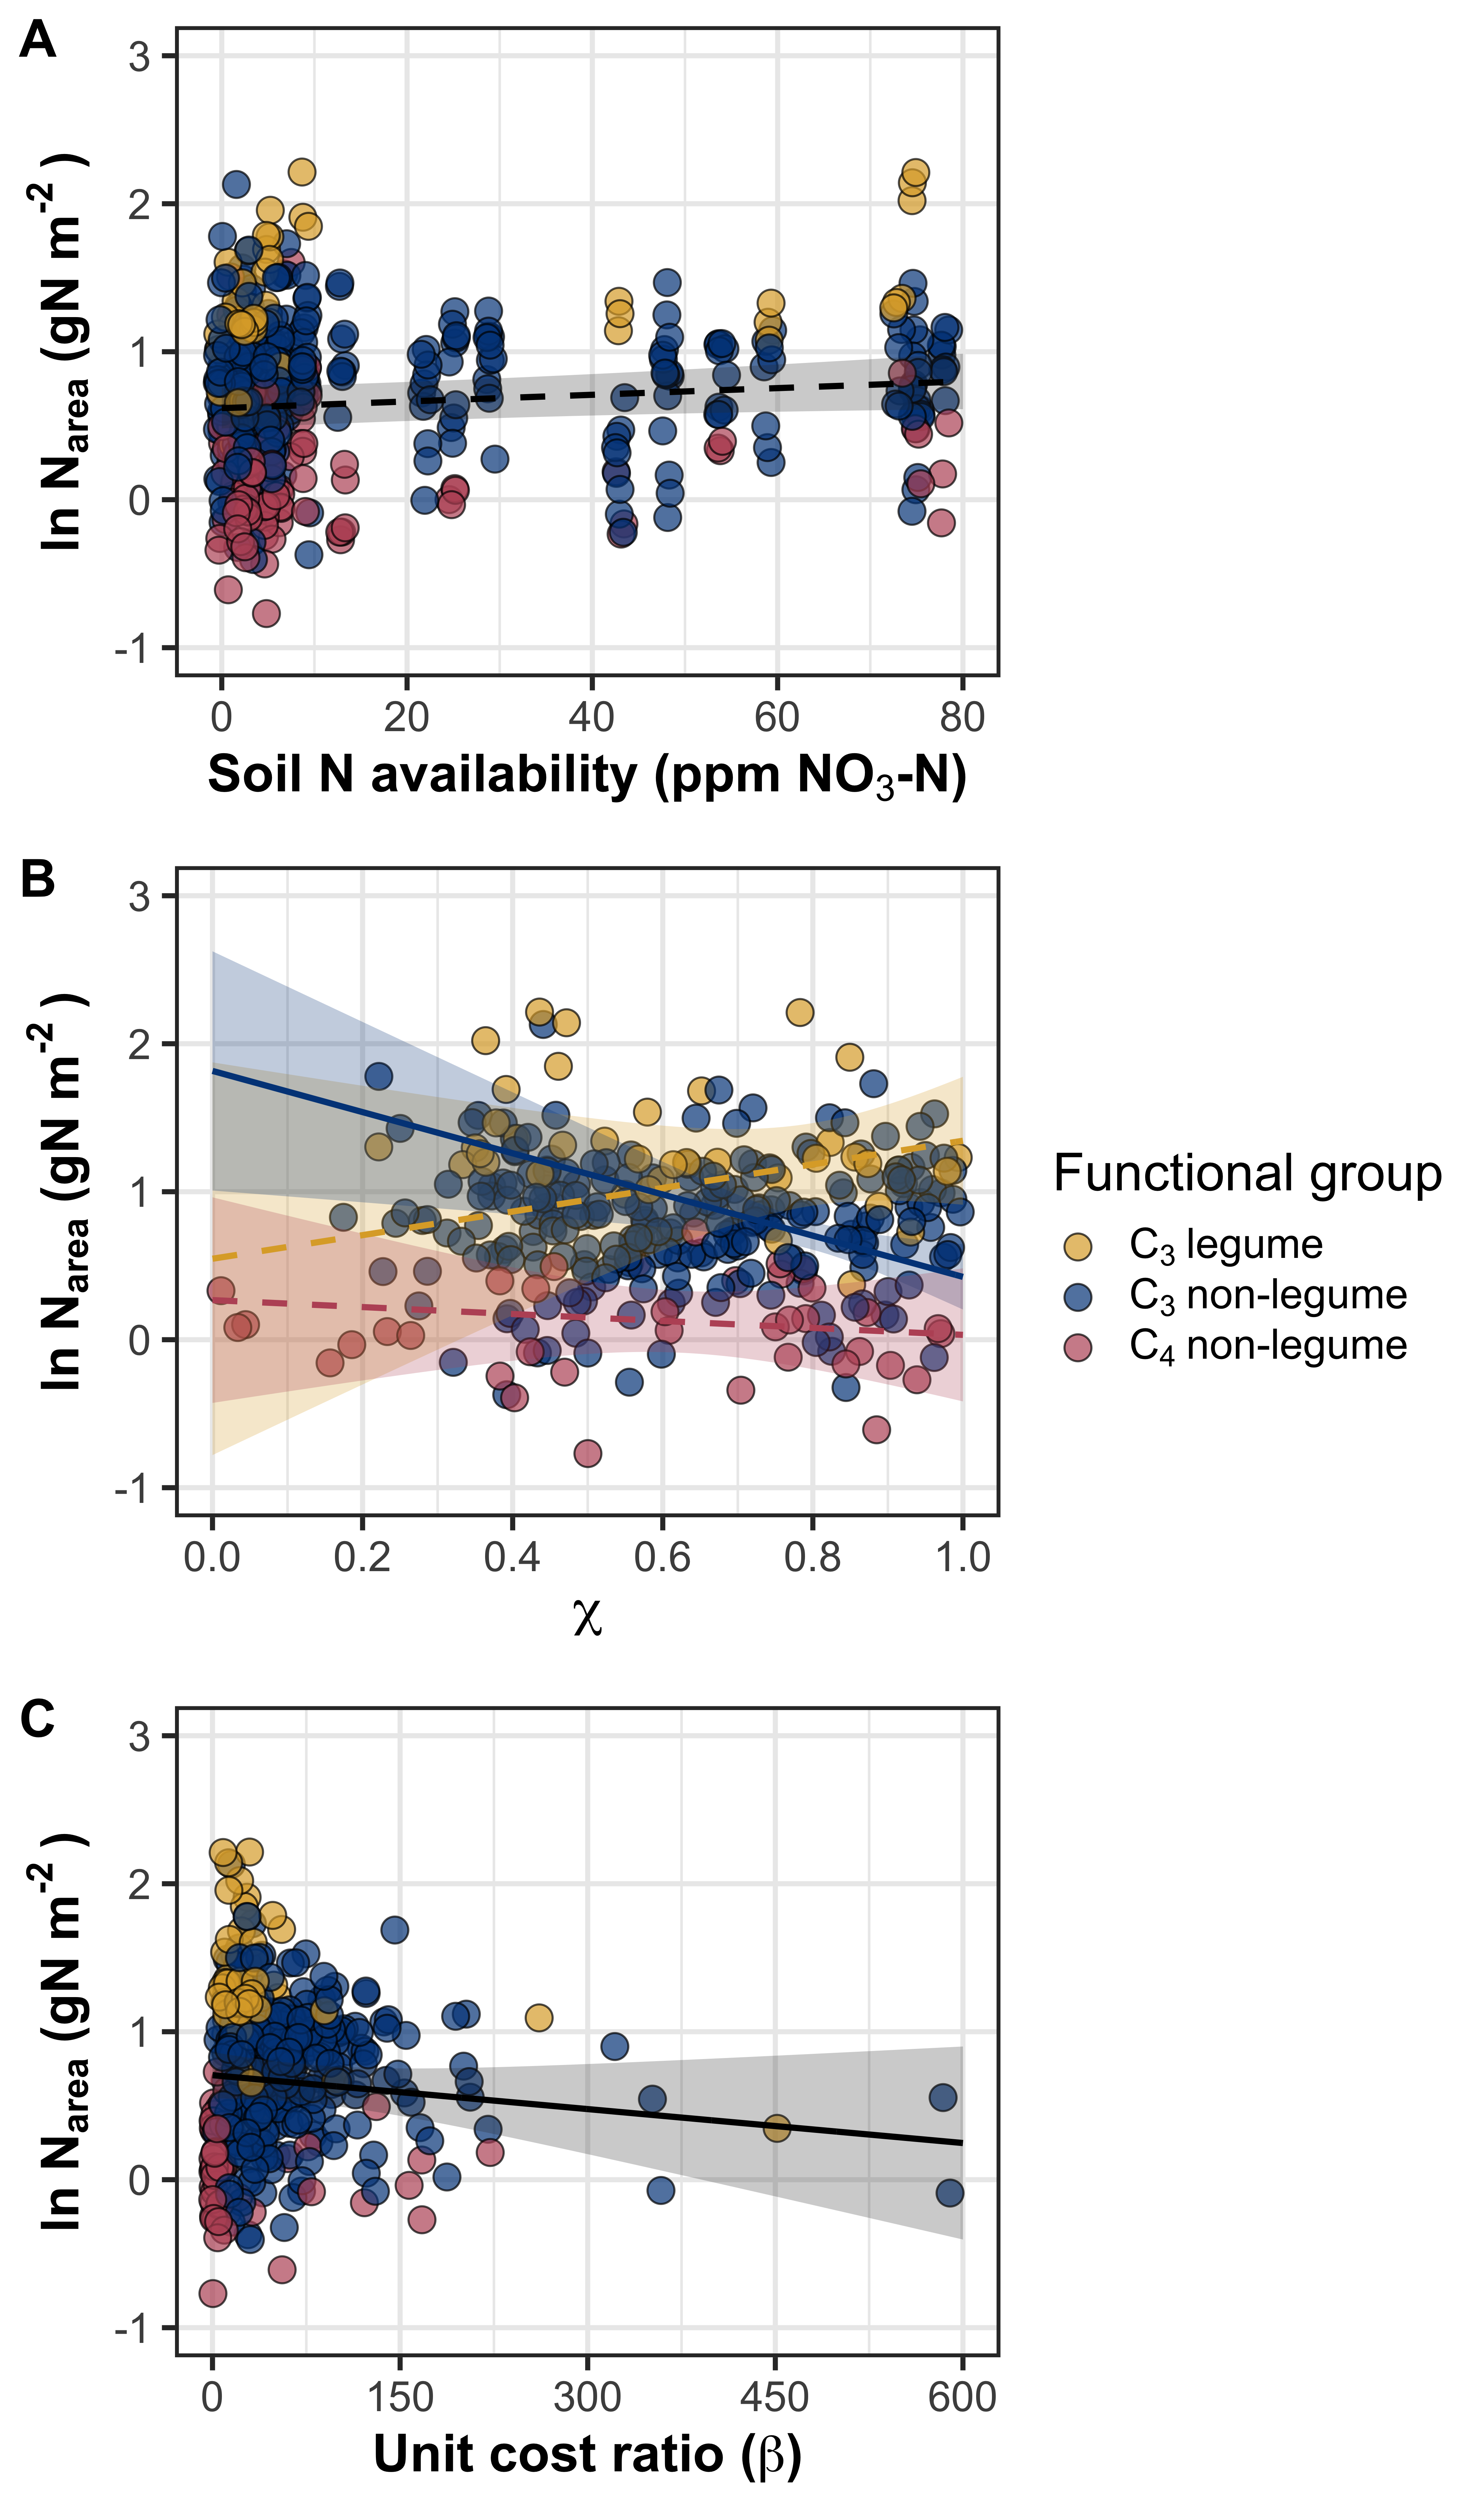 A
3
2
1
0
-1
ln Narea (gN m-2 )
0 20 40 60 80
Soil N availability (ppm NO3-N)
B
3
2
1
0
-1
ln Narea (gN m-2 )
0.0 0.2 0.4 0.6 0.8 1.0
χ
Functional group
C3 legume
C3 non-legume
C4 non-legume
C
3
2
1
0
-1
ln Narea (gN m-2 )
0 150 300 450 600
Unit cost ratio (β)